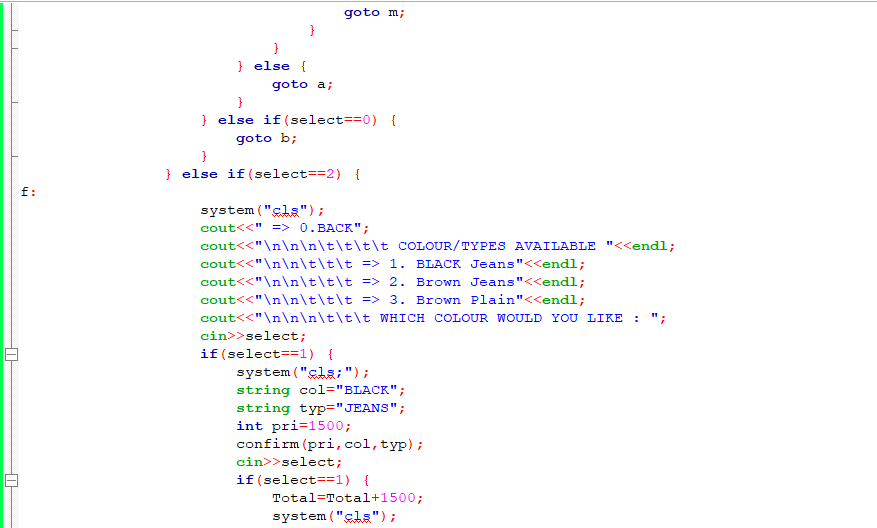 goto m;
}
}
} else {
goto a;
}
} else if(select==0) {
goto b;
}
} else if(select==2) {
f:
system("cls");
cout<<" => 0.BACK";
cout<<"\n\n\n\t\t\t\t COLOUR/TYPES AVAILABLE "<<endl;
cout<<"\n\n\t\t\t => 1. BLACK Jeans"<<endl;
cout<<"\n\n\t\t\t => 2. Brown Jeans"<<endl;
cout<<"\n\n\t\t\t => 3. Brown Plain"<<endl;
cout<<"\n\n\n\t\t\t WHICH COLOUR WOULD YOU LIKE : ";
cin>>select;
if(select==1) {
system("cls;");
string col="BLACK";
string typ="JEANS";
int pri=1500;
confirm(pri,col,typ);
cin>>select;
if(select==1) {
Total=Total+1500;
system("cls");